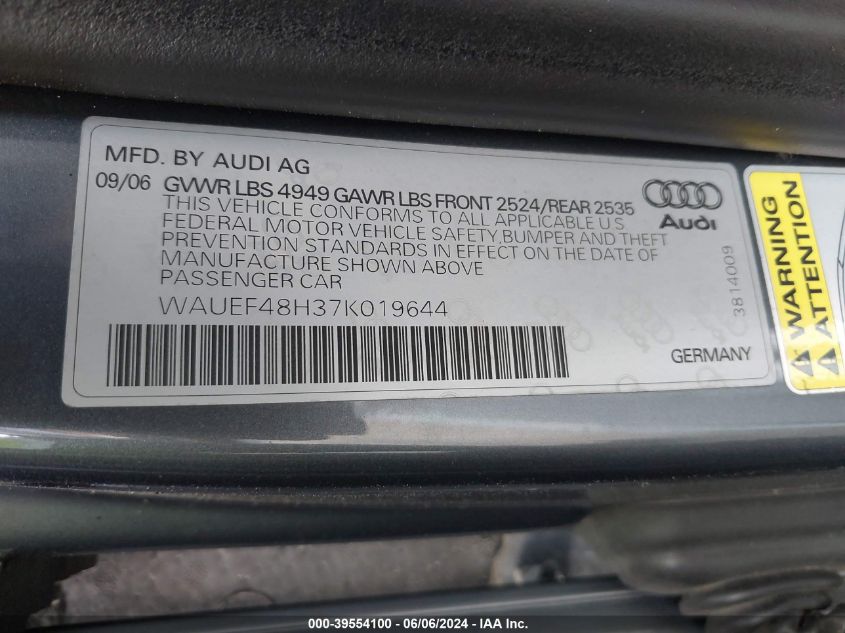 MFD. BY AUDI AG
09/06 GVWR LBS 4949 GAWR LBS FRONT 2524/REAR 2535
THIS VEHICLE CONFORMS TO ALL APPLICABLE U S
FEDERAL MOTOR VEHICLE SAFETY,BUMPER AND THEFT
PREVENTION STANDARDS IN EFFECT ON THE DATE OF
MANUFACTURE SHOWN ABOVE
PASSENGER CAR
WAUEF48H37K019644
Audi
3814009
GERMANY
WARNING
ATTENTION
000-39554100 - 06/06/2024 - IAA Inc.